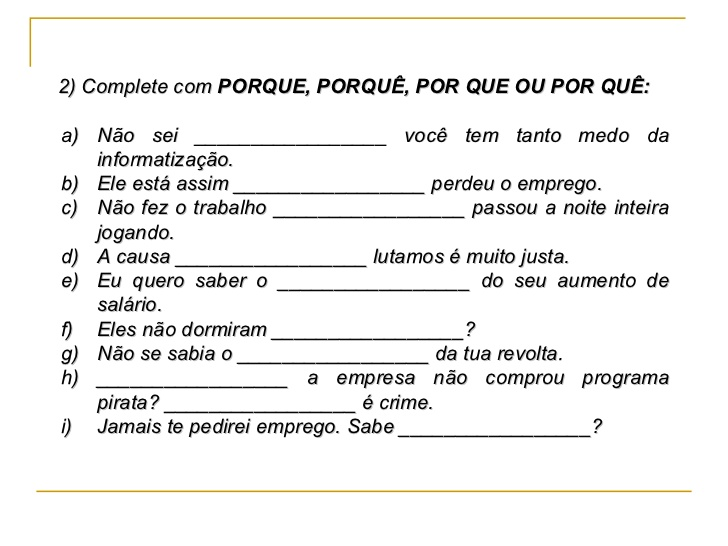 2) Complete com PORQUE, PORQUÊ, POR QUE OU POR QUÊ:
a) Não sei _________________ você tem tanto medo da
informatização.
b) Ele está assim _________________ perdeu o emprego.
c) Não fez o trabalho _________________ passou a noite inteira
jogando.
d) A causa _________________ lutamos é muito justa.
e) Eu quero saber o _________________ do seu aumento de
salário.
f) Eles não dormiram _________________?
g) Não se sabia o _________________ da tua revolta.
h) _________________ a empresa não comprou programa
pirata? _________________ é crime.
i) Jamais te pedirei emprego. Sabe _________________?